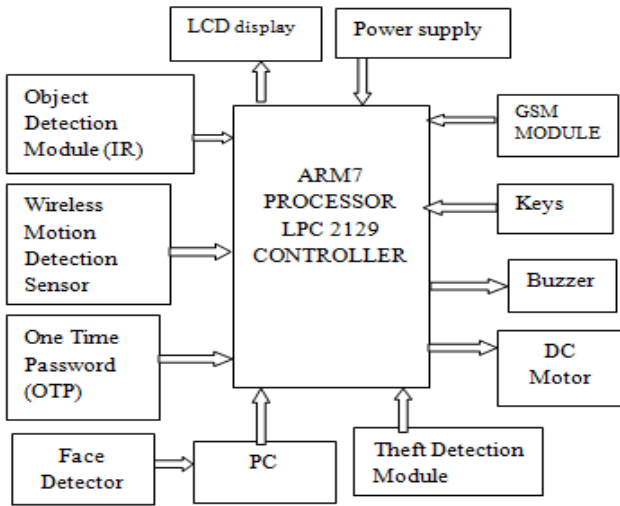 LCD display
Power supply
Object
Detection
Module (IR)
GSM
MODULE
ARM7
PROCESSOR
LPC 2129
CONTROLLER
Wireless
Motion
Detection
Sensor
Keys
Buzzer
One Time
Password
(OTP)
DC
Motor
Face
Detector
PC
Theft Detection
Module